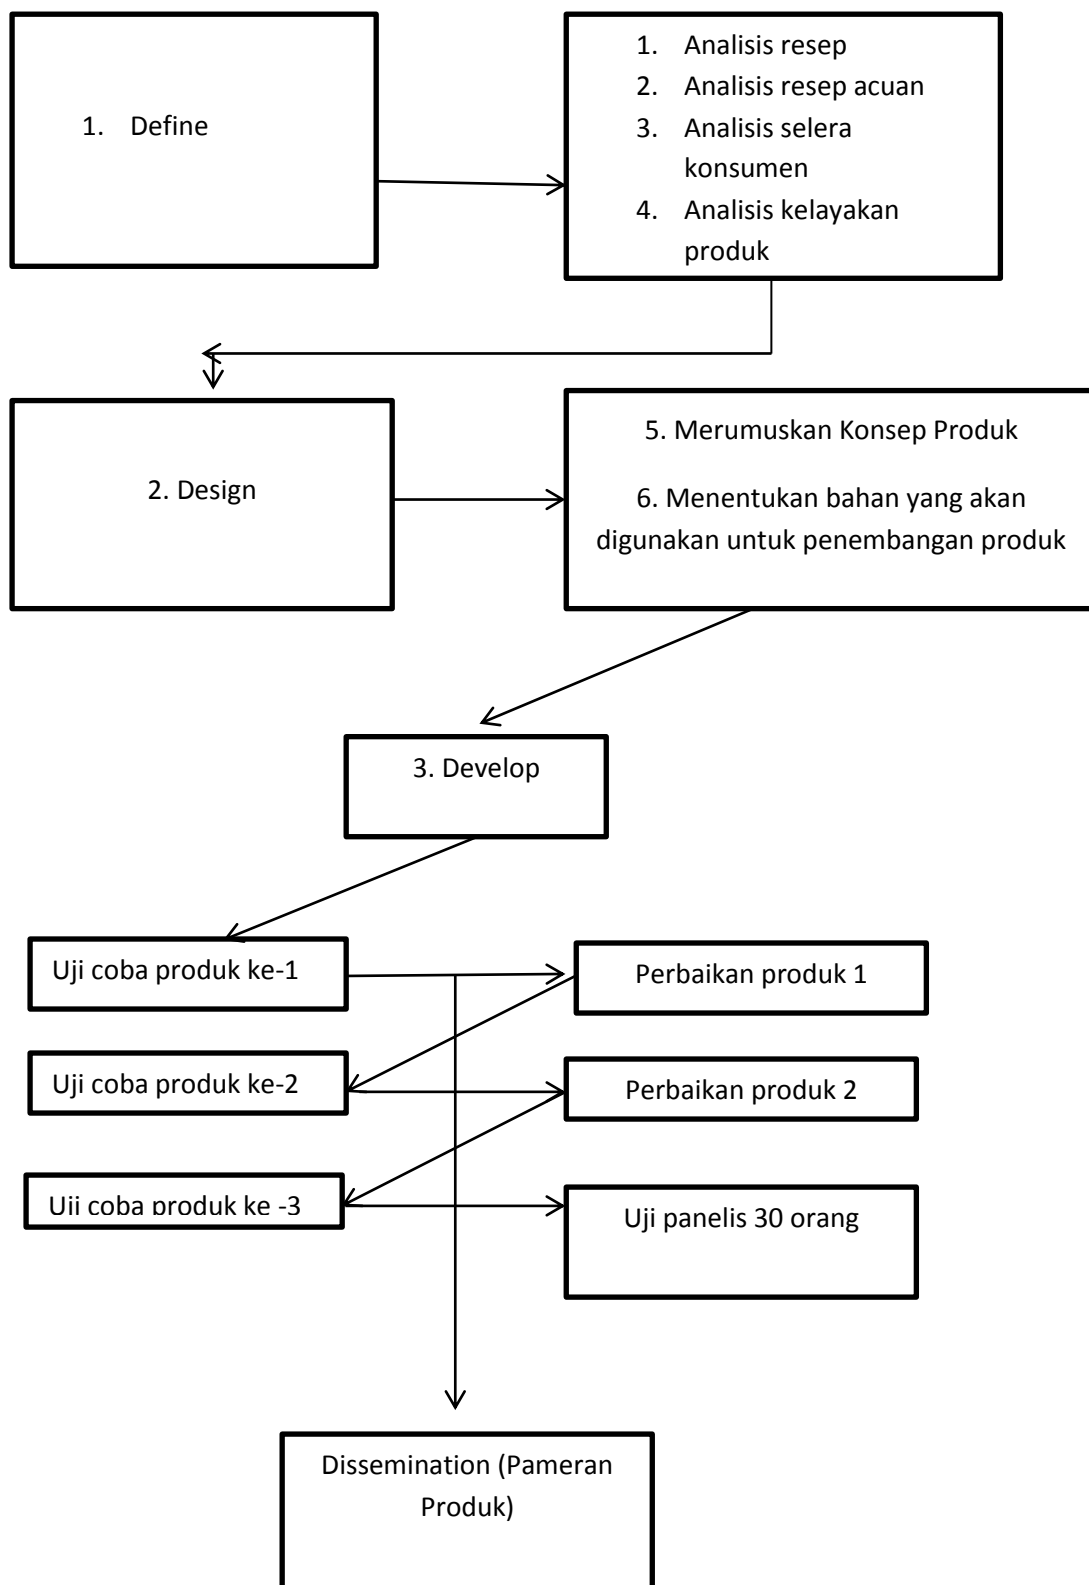 1. Define
1. Analisis resep
2. Analisis resep acuan
3. Analisis selera
konsumen
4. Analisis kelayakan
produk
2. Design
5. Merumuskan Konsep Produk
6. Menentukan bahan yang akan
digunakan untuk penembangan produk
3. Develop
Uji coba produk ke-1
Perbaikan produk 1
Uji coba produk ke-2
Perbaikan produk 2
Uji coba produk ke -3
Uji panelis 30 orang
Dissemination (Pameran
Produk)